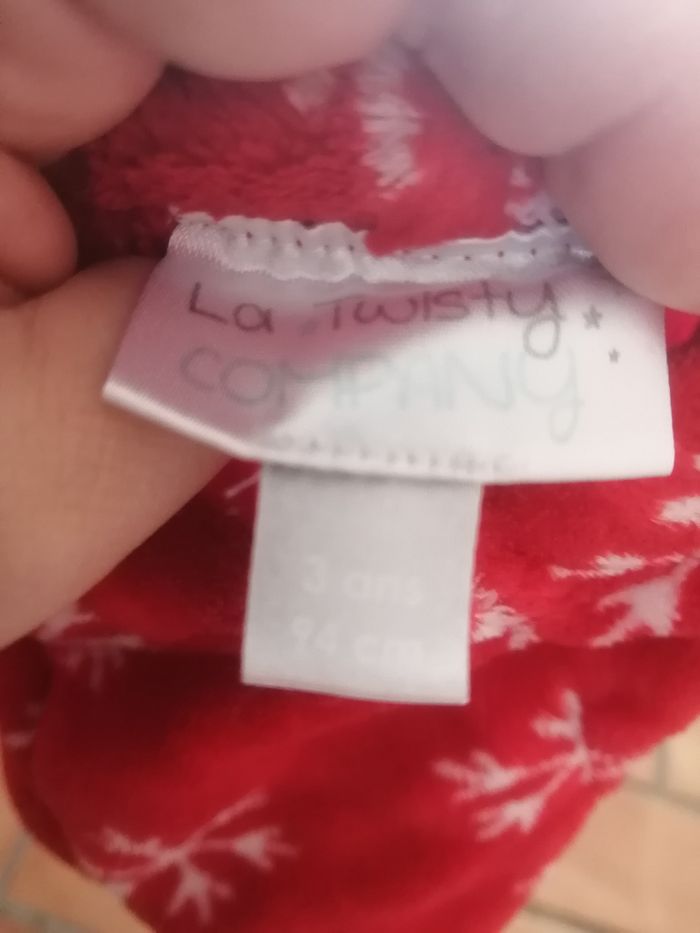 La Twisty
COMPANY
3 ans
94 cm